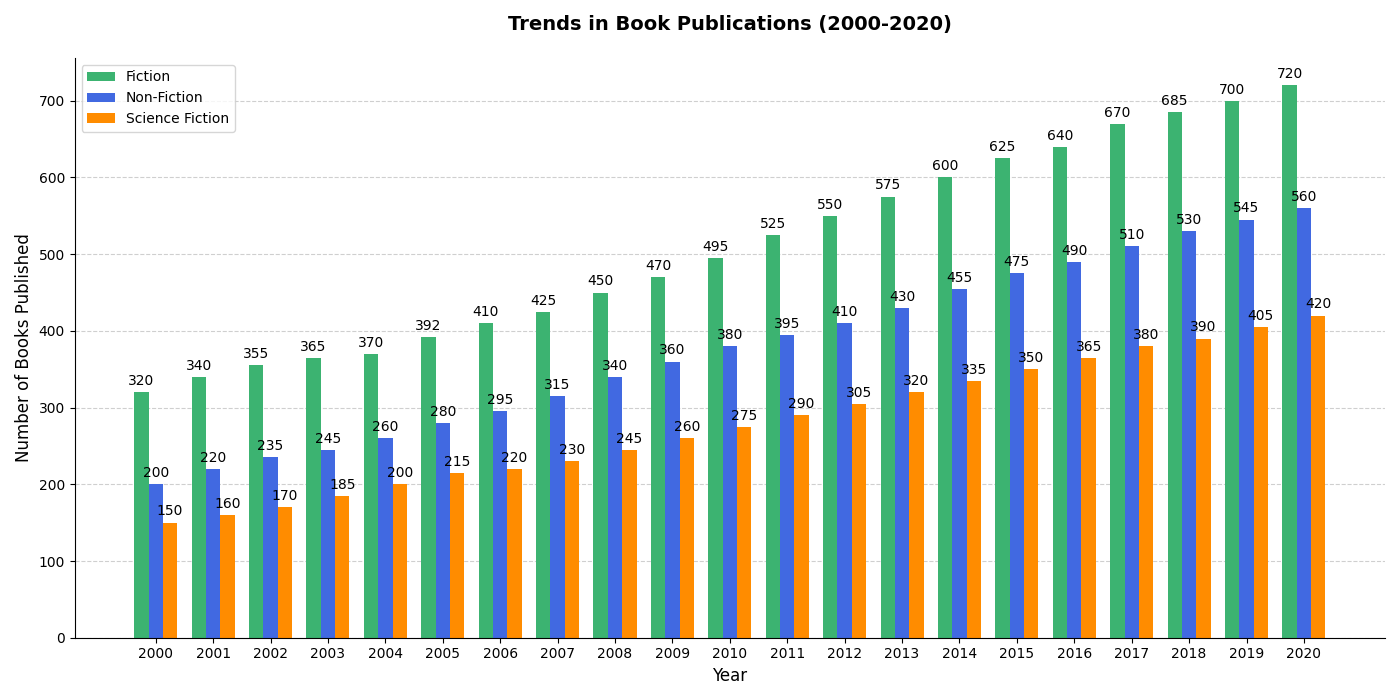 Trends in Book Publications (2000-2020)
Fiction
Non-Fiction
Science Fiction
Number of Books Published
700
600
500
400
300
200
100
0
320 340 355 365 370 392 410 425 450 470 495 525 550 575 600 625 640 670 685 700 720
200 220 235 245 260 280 295 315 340 360 380 395 410 430 455 475 490 510 530 545 560
150 160 170 185 200 215 220 230 245 260 275 290 305 320 335 350 365 380 390 405 420
2000 2001 2002 2003 2004 2005 2006 2007 2008 2009 2010 2011 2012 2013 2014 2015 2016 2017 2018 2019 2020
Year